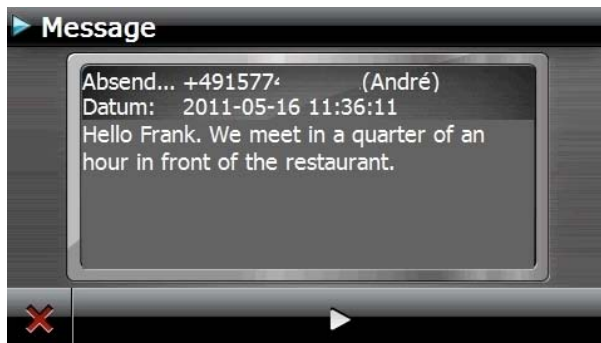 Message
Absend... +4915774 (André)
Datum: 2011-05-16 11:36:11
Hello Frank. We meet in a quarter of an
hour in front of the restaurant.